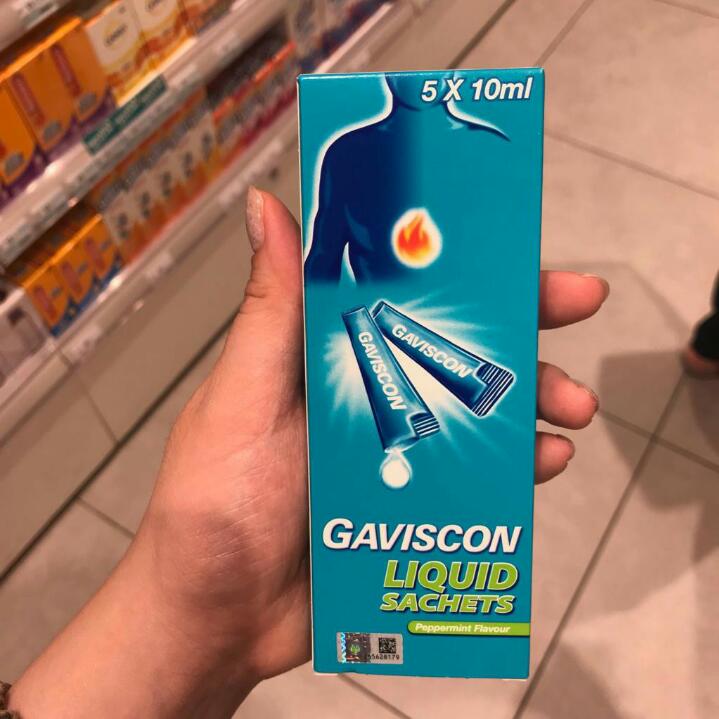 5 X 10ml
GAVISCON
GAVISCON
GAVISCON
LIQUID
SACHETS
Peppermint Flavour